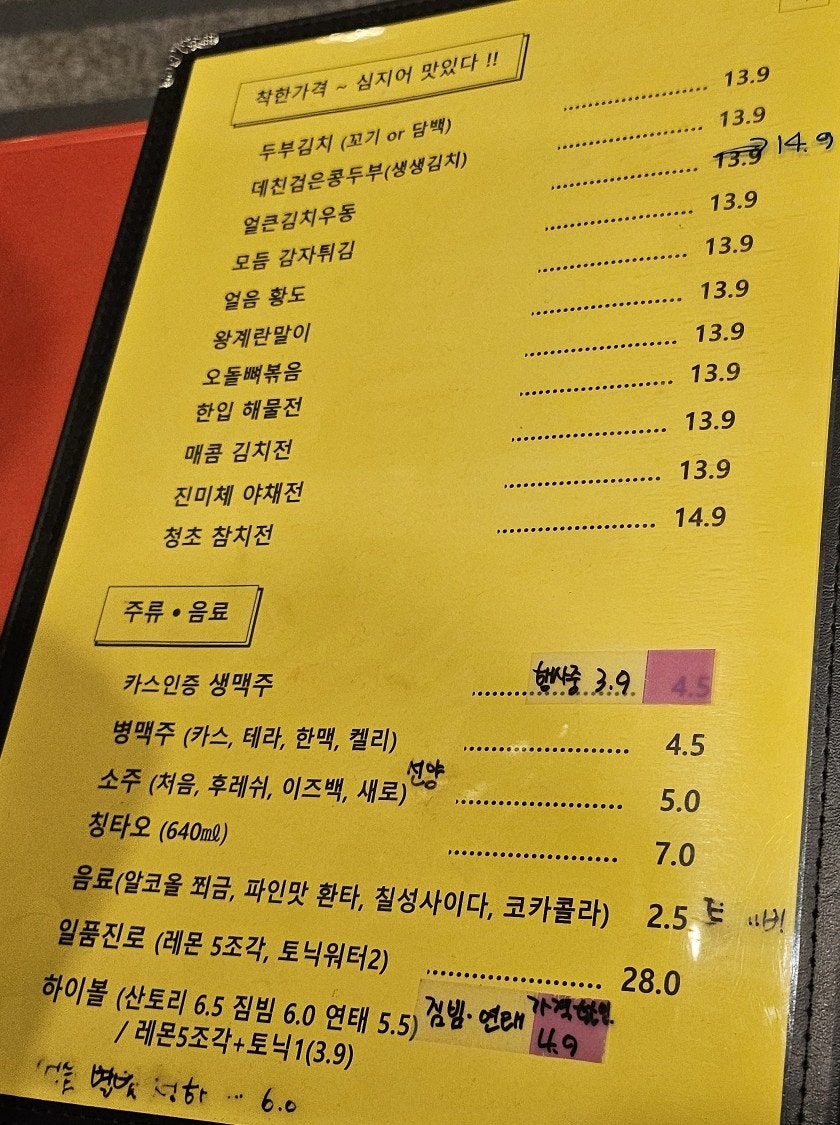 착한가격 ~ 심지어 맛있다 !!
두부김치 (꼬기 or 담백) ........................ 13.9
데친검은콩두부(생생김치) ........................ 13.9
얼큰김치우동 ........................ 13.9 14.9
모듬 감자튀김 ........................ 13.9
얼음 황도 ........................ 13.9
왕계란말이 ........................ 13.9
오돌뼈볶음 ........................ 13.9
한입 해물전 ........................ 13.9
매콤 김치전 ........................ 13.9
진미체 야채전 ........................ 13.9
청초 참치전 ........................ 14.9
주류 • 음료
카스인증 생맥주 ........................ 행사중 3.9 4.5
병맥주 (카스, 테라, 한맥, 켈리) ........................ 4.5
소주 (처음, 후레쉬, 이즈백, 새로) 선양 ........................ 5.0
칭타오 (640㎖) ........................ 7.0
음료(알코올 쬐금, 파인맛 환타, 칠성사이다, 코카콜라) 2.5
일품진로 (레몬 5조각, 토닉워터2) ........................ 28.0
하이볼 (산토리 6.5 짐빔 6.0 연태 5.5) 짐빔·연태 가격할인 4.9
/ 레몬5조각+토닉1(3.9)
별빛 청하 ... 6.0